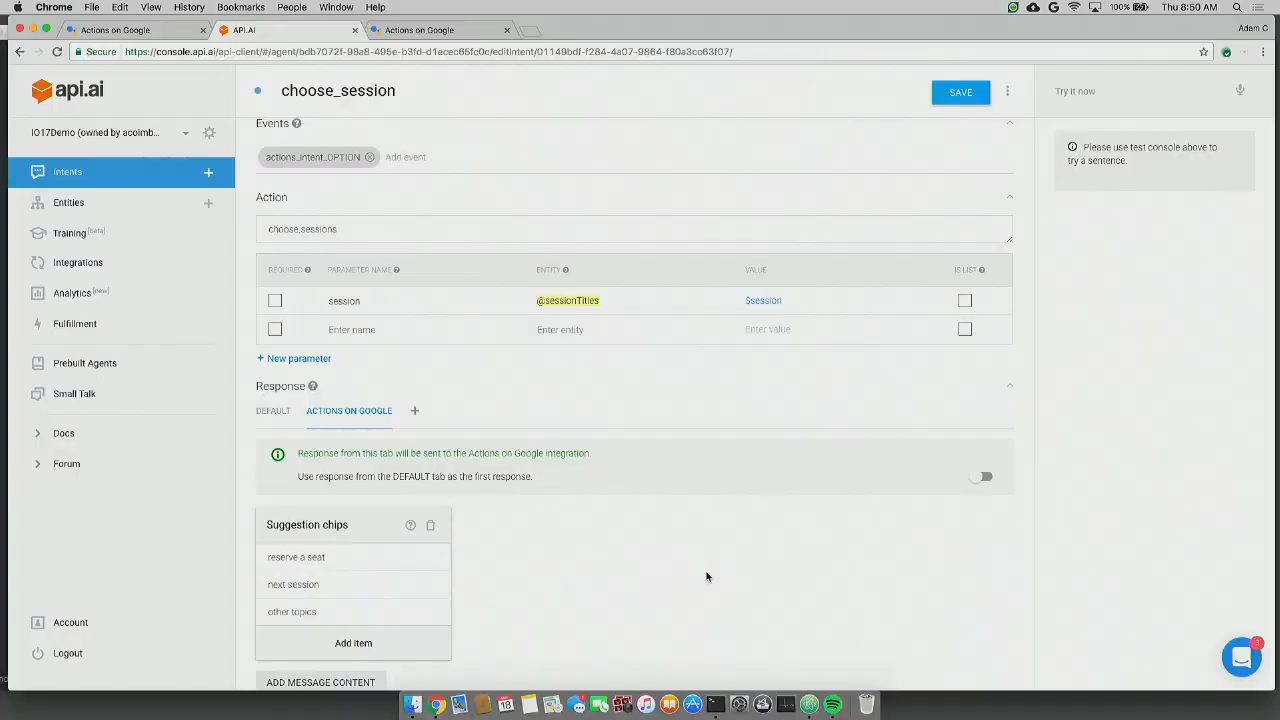 Chrome File Edit View History Bookmarks People Window Help 100% Thu 8:50 AM
Actions on Google API.AI Actions on Google Adam C
Secure https://console.api.ai/api-client/#/agent/bdb7072f-98a8-495e-b3fd-d1ecec65fc0c/editIntent/01149bdf-f284-4a07-9864-f80a3cc63f07/
api.ai
choose_session
SAVE
Try it now
Events
IO17Demo (owned by acoimb...
Please use test console above to
try a sentence.
actions_intent_OPTION Add event
Intents
Action
Entities
choose.sessions
Training [beta]
Integrations
REQUIRED PARAMETER NAME ENTITY VALUE IS LIST
Analytics [new]
session @sessionTitles $session
Fulfillment
Enter name Enter entity Enter value
Prebuilt Agents
+ New parameter
Small Talk
Response
DEFAULT ACTIONS ON GOOGLE
Docs
Response from this tab will be sent to the Actions on Google integration
Forum
Use response from the DEFAULT tab as the first response.
Suggestion chips
reserve a seat
next session
other topics
Account
Add item
Logout
3
ADD MESSAGE CONTENT
18